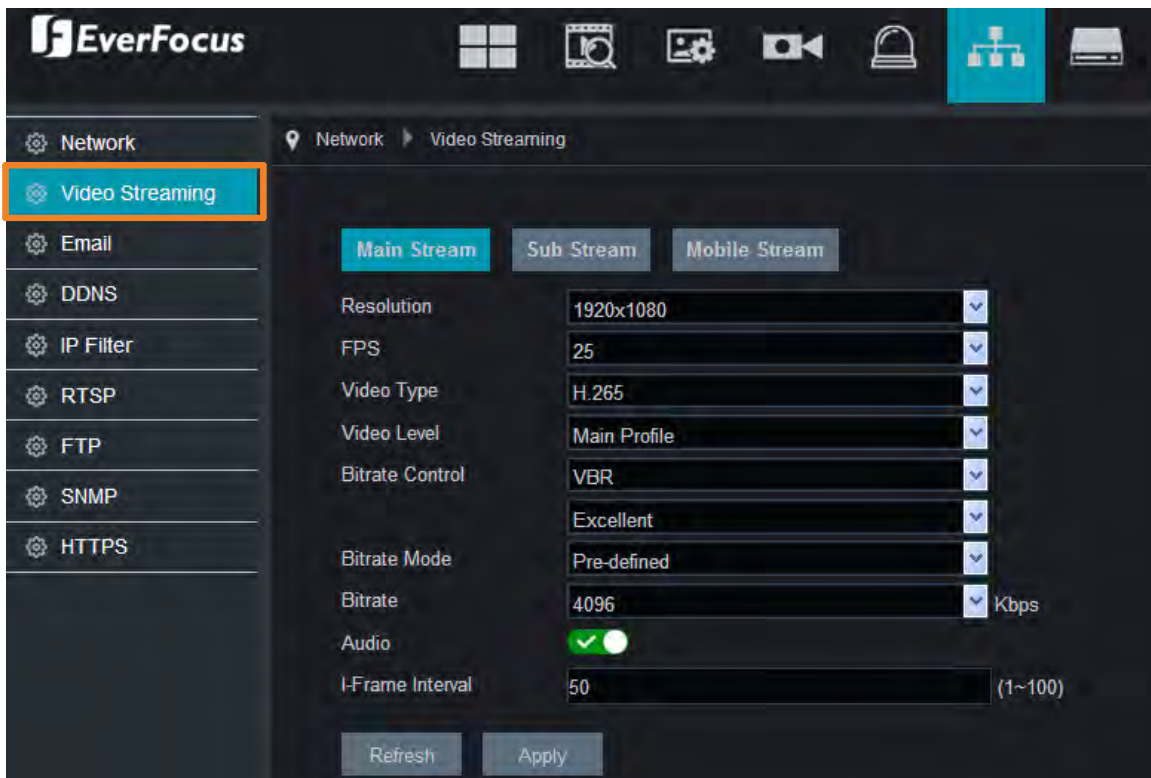 EverFocus
Network
Video Streaming
Email
DDNS
IP Filter
RTSP
FTP
SNMP
HTTPS
Network Video Streaming
Main Stream Sub Stream Mobile Stream
Resolution 1920x1080
FPS 25
Video Type H.265
Video Level Main Profile
Bitrate Control VBR
Excellent
Bitrate Mode Pre-defined
Bitrate 4096 Kbps
Audio
I-Frame Interval 50 (1~100)
Refresh Apply